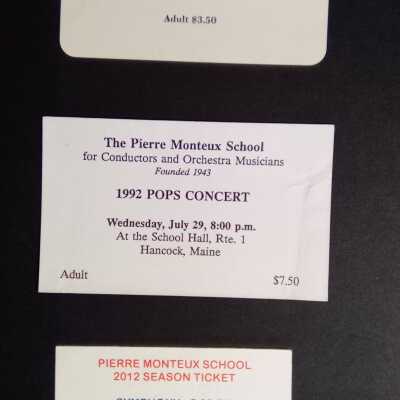 Adult $3.50
The Pierre Monteux School
for Conductors and Orchestra Musicians
Founded 1943
1992 POPS CONCERT
Wednesday, July 29, 8:00 p.m.
At the School Hall, Rte. 1
Hancock, Maine
Adult $7.50
PIERRE MONTEUX SCHOOL
2012 SEASON TICKET